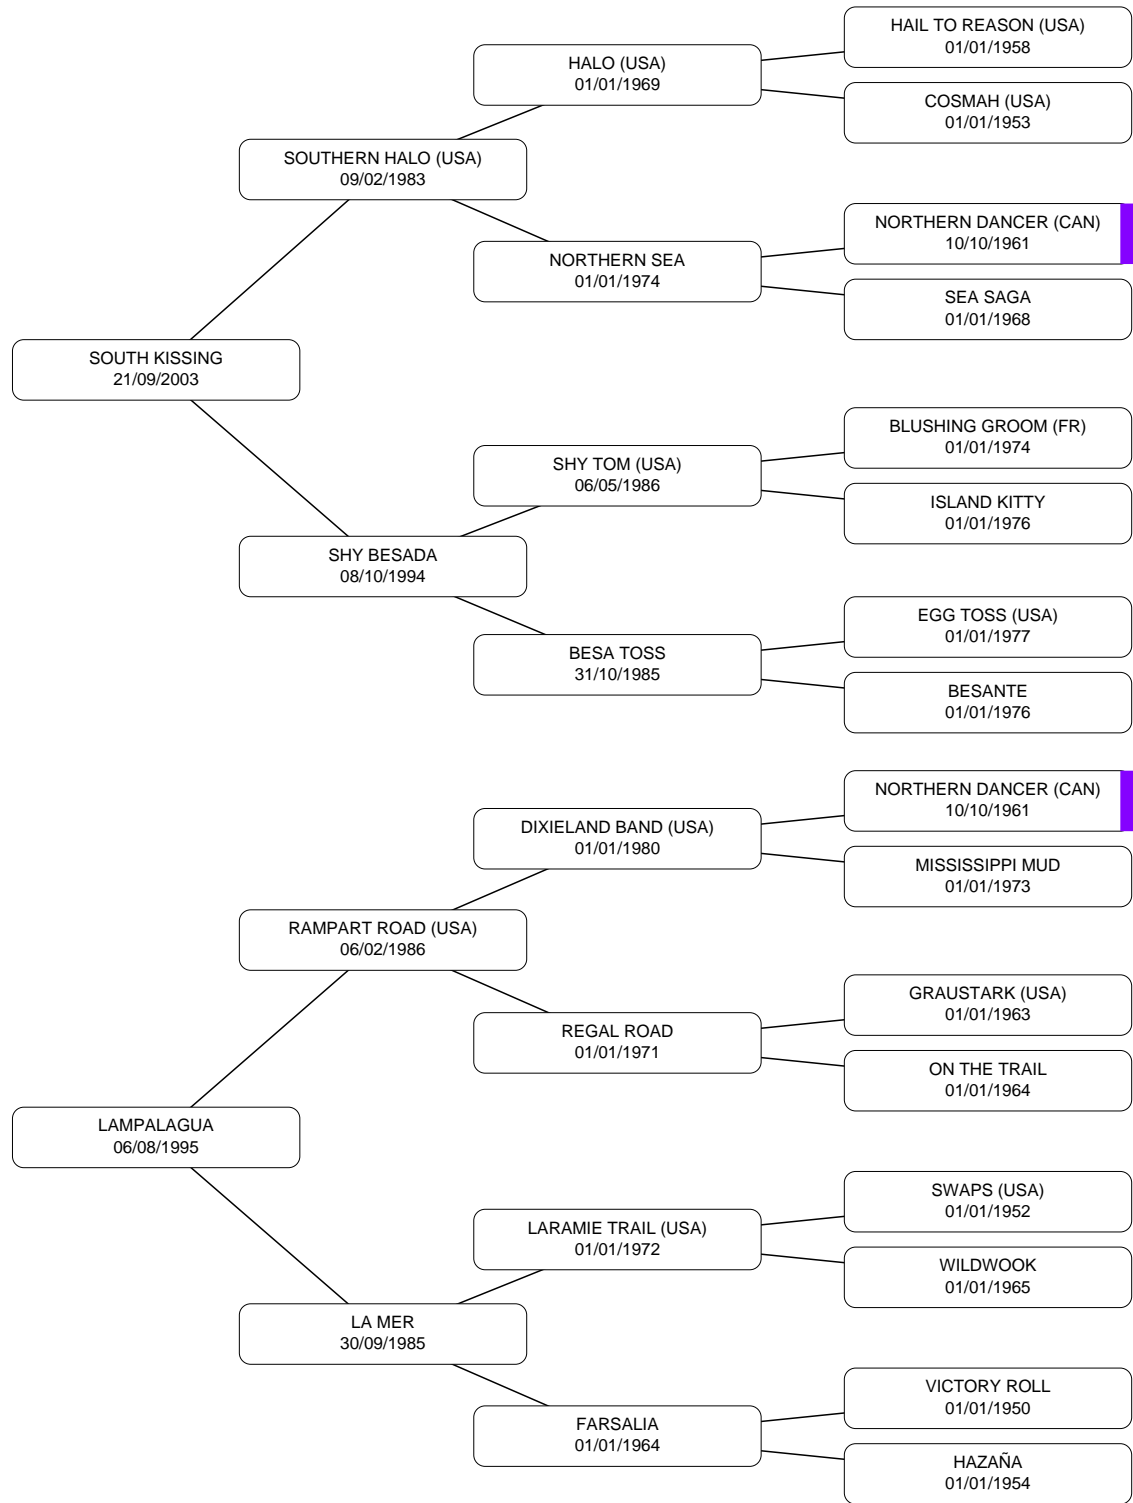 HAIL TO REASON (USA)
01/01/1958
HALO (USA)
01/01/1969
COSMAH (USA)
01/01/1953
SOUTHERN HALO (USA)
09/02/1983
NORTHERN DANCER (CAN)
10/10/1961
NORTHERN SEA
01/01/1974
SEA SAGA
01/01/1968
SOUTH KISSING
21/09/2003
BLUSHING GROOM (FR)
01/01/1974
SHY TOM (USA)
06/05/1986
ISLAND KITTY
01/01/1976
SHY BESADA
08/10/1994
EGG TOSS (USA)
01/01/1977
BESA TOSS
31/10/1985
BESANTE
01/01/1976
NORTHERN DANCER (CAN)
10/10/1961
DIXIELAND BAND (USA)
01/01/1980
MISSISSIPPI MUD
01/01/1973
RAMPART ROAD (USA)
06/02/1986
GRAUSTARK (USA)
01/01/1963
REGAL ROAD
01/01/1971
ON THE TRAIL
01/01/1964
LAMPALAGUA
06/08/1995
SWAPS (USA)
01/01/1952
LARAMIE TRAIL (USA)
01/01/1972
WILDWOOK
01/01/1965
LA MER
30/09/1985
VICTORY ROLL
01/01/1950
FARSALIA
01/01/1964
HAZAÑA
01/01/1954